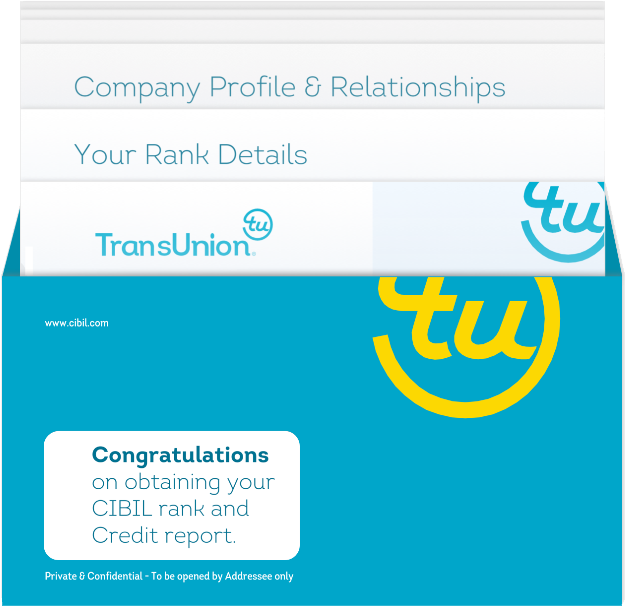 Company Profile & Relationships
Your Rank Details
tu
TransUnion®
tu
www.cibil.com
tu
Congratulations
on obtaining your
CIBIL rank and
Credit report.
Private & Confidential - To be opened by Addressee only